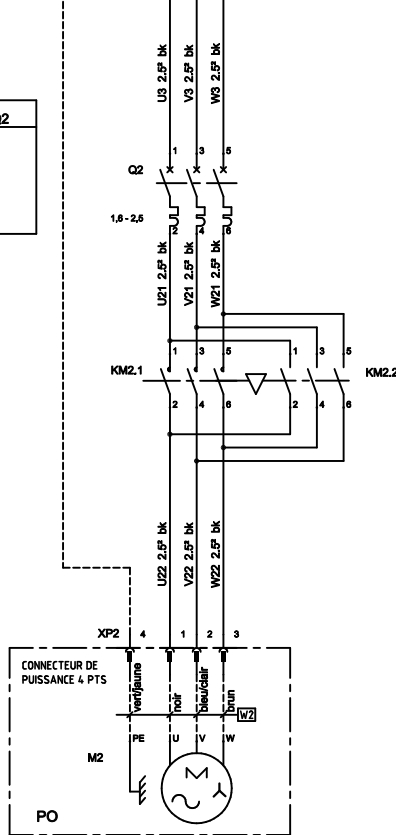 U3 2.5² bk
V3 2.5² bk
W3 2.5² bk
Q2
1 3 5
Q2
1,6 - 2,5
2 4 6
U21 2.5² bk
V21 2.5² bk
W21 2.5² bk
1 3 5 1 3 5
KM2.1
KM2.2
2 4 6 2 4 6
U22 2.5² bk
V22 2.5² bk
W22 2.5² bk
XP2 4 1 2 3
CONNECTEUR DE
PUISSANCE 4 PTS
vert/jaune
noir
bleu/clair
brun
W2
PE U V W
M2
M
PO